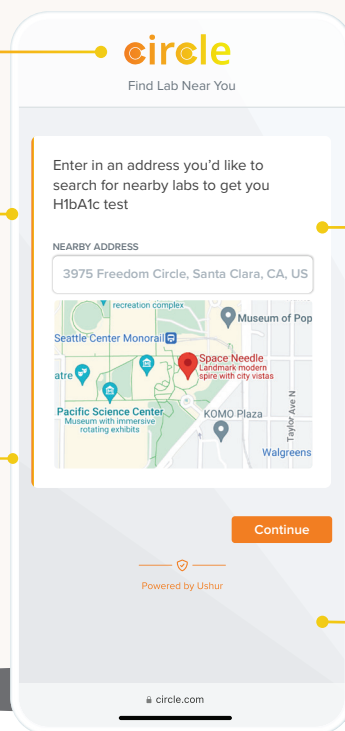 circle
Find Lab Near You
Enter in an address you'd like to
search for nearby labs to get you
H1bA1c test
NEARBY ADDRESS
3975 Freedom Circle, Santa Clara, CA, US
recreation complex
Museum of Pop
Seattle Center Monorail
Space Needle
Landmark modern
spire with city vistas
atre
Pacific Science Center
Museum with immersive
rotating exhibits
KOMO Plaza
Taylor Ave N
Walgreens
Continue
Powered by Ushur
circle.com